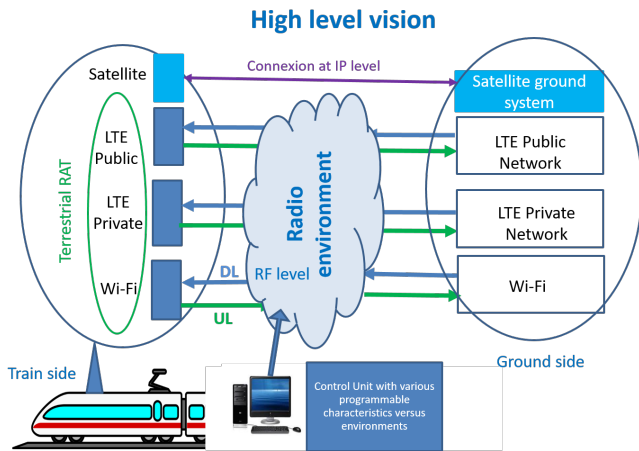 High level vision
Satellite
Connexion at IP level
Satellite ground
system
Terrestrial RAT
LTE
Public
LTE
Private
Wi-Fi
Radio
environment
RF level
DL
UL
LTE Public
Network
LTE Private
Network
Wi-Fi
Train side
Ground side
Control Unit with various
programmable
characteristics versus
environments